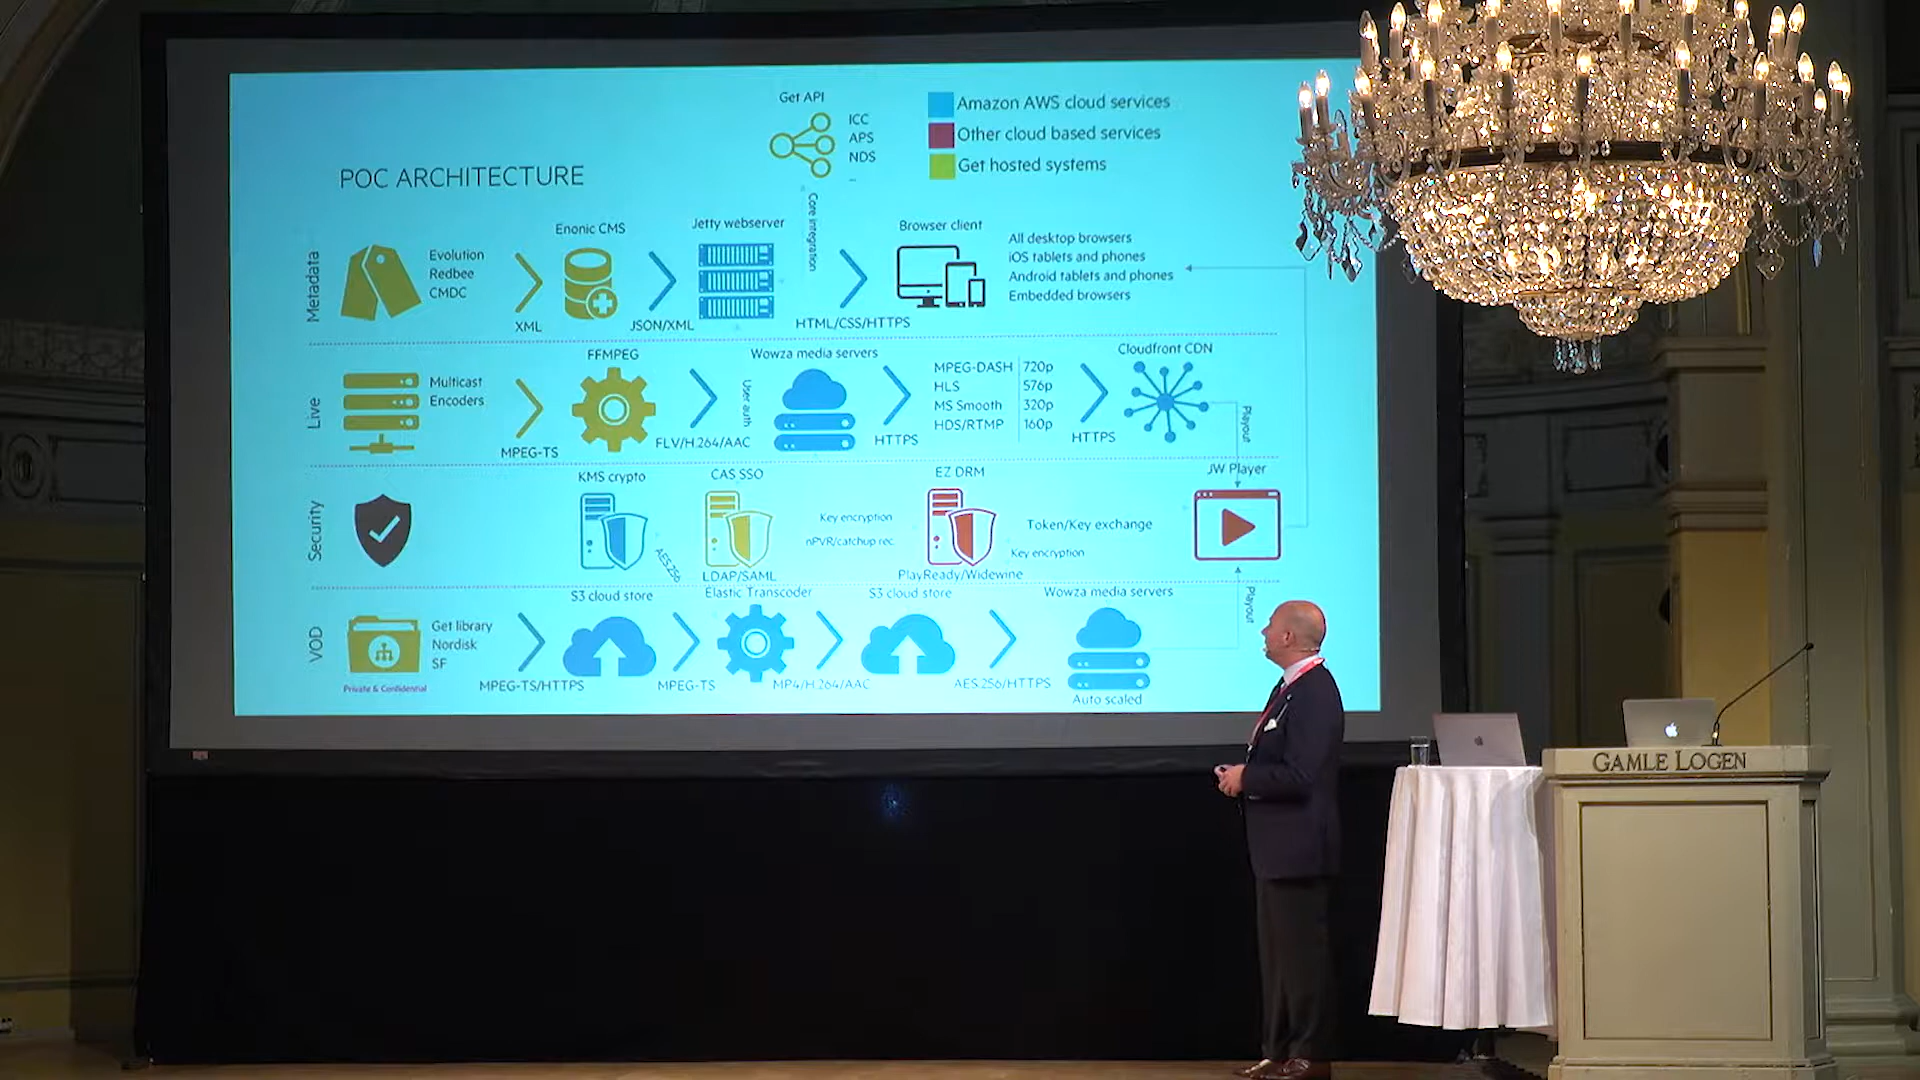 Get API
ICC
APS
NDS
...
Amazon AWS cloud services
Other cloud based services
Get hosted systems
POC ARCHITECTURE
Core integration
Metadata
Evolution
Redbee
CMDC
XML
Enonic CMS
JSON/XML
Jetty webserver
HTML/CSS/HTTPS
Browser client
All desktop browsers
iOS tablets and phones
Android tablets and phones
Embedded browsers
Live
Multicast
Encoders
MPEG-TS
FFMPEG
FLV/H.264/AAC
User auth
Wowza media servers
HTTPS
MPEG-DASH 720p
HLS 576p
MS Smooth 320p
HDS/RTMP 160p
HTTPS
Cloudfront CDN
Playout
Security
KMS crypto
AES 256
CAS SSO
LDAP/SAML
Key encryption
nPVR/catchup rec
EZ DRM
PlayReady/Widewine
Token/Key exchange
Key encryption
JW Player
VOD
Get library
Nordisk
SF
Private & Confidential
MPEG-TS/HTTPS
S3 cloud store
MPEG-TS
Elastic Transcoder
MP4/H.264/AAC
S3 cloud store
AES 256/HTTPS
Wowza media servers
Auto scaled
Playout
GAMLE LOGEN